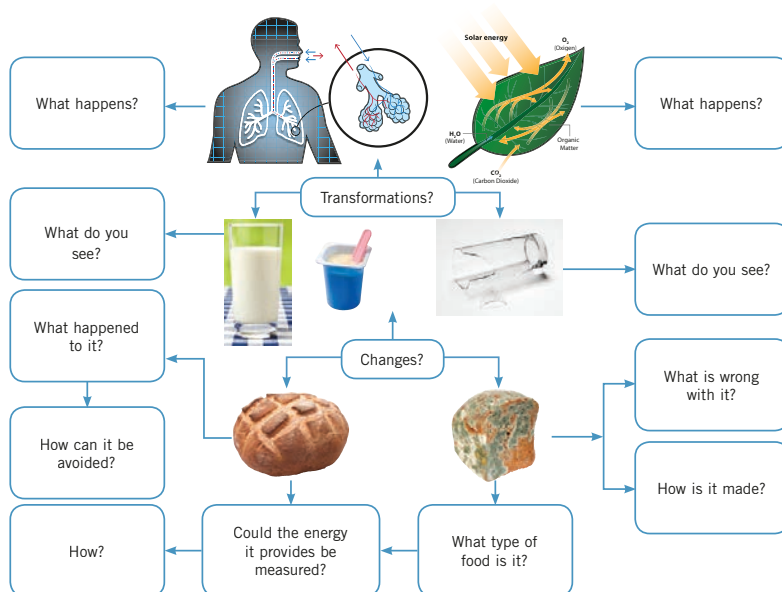 Solar energy
O₂
(Oxigen)
What happens?
What happens?
H₂O
(Water)
Organic
Matter
CO₂
(Carbon Dioxide)
Transformations?
What do you
see?
What do you see?
What happened
to it?
Changes?
What is wrong
with it?
How can it be
avoided?
How is it made?
How?
Could the energy
it provides be
measured?
What type of
food is it?